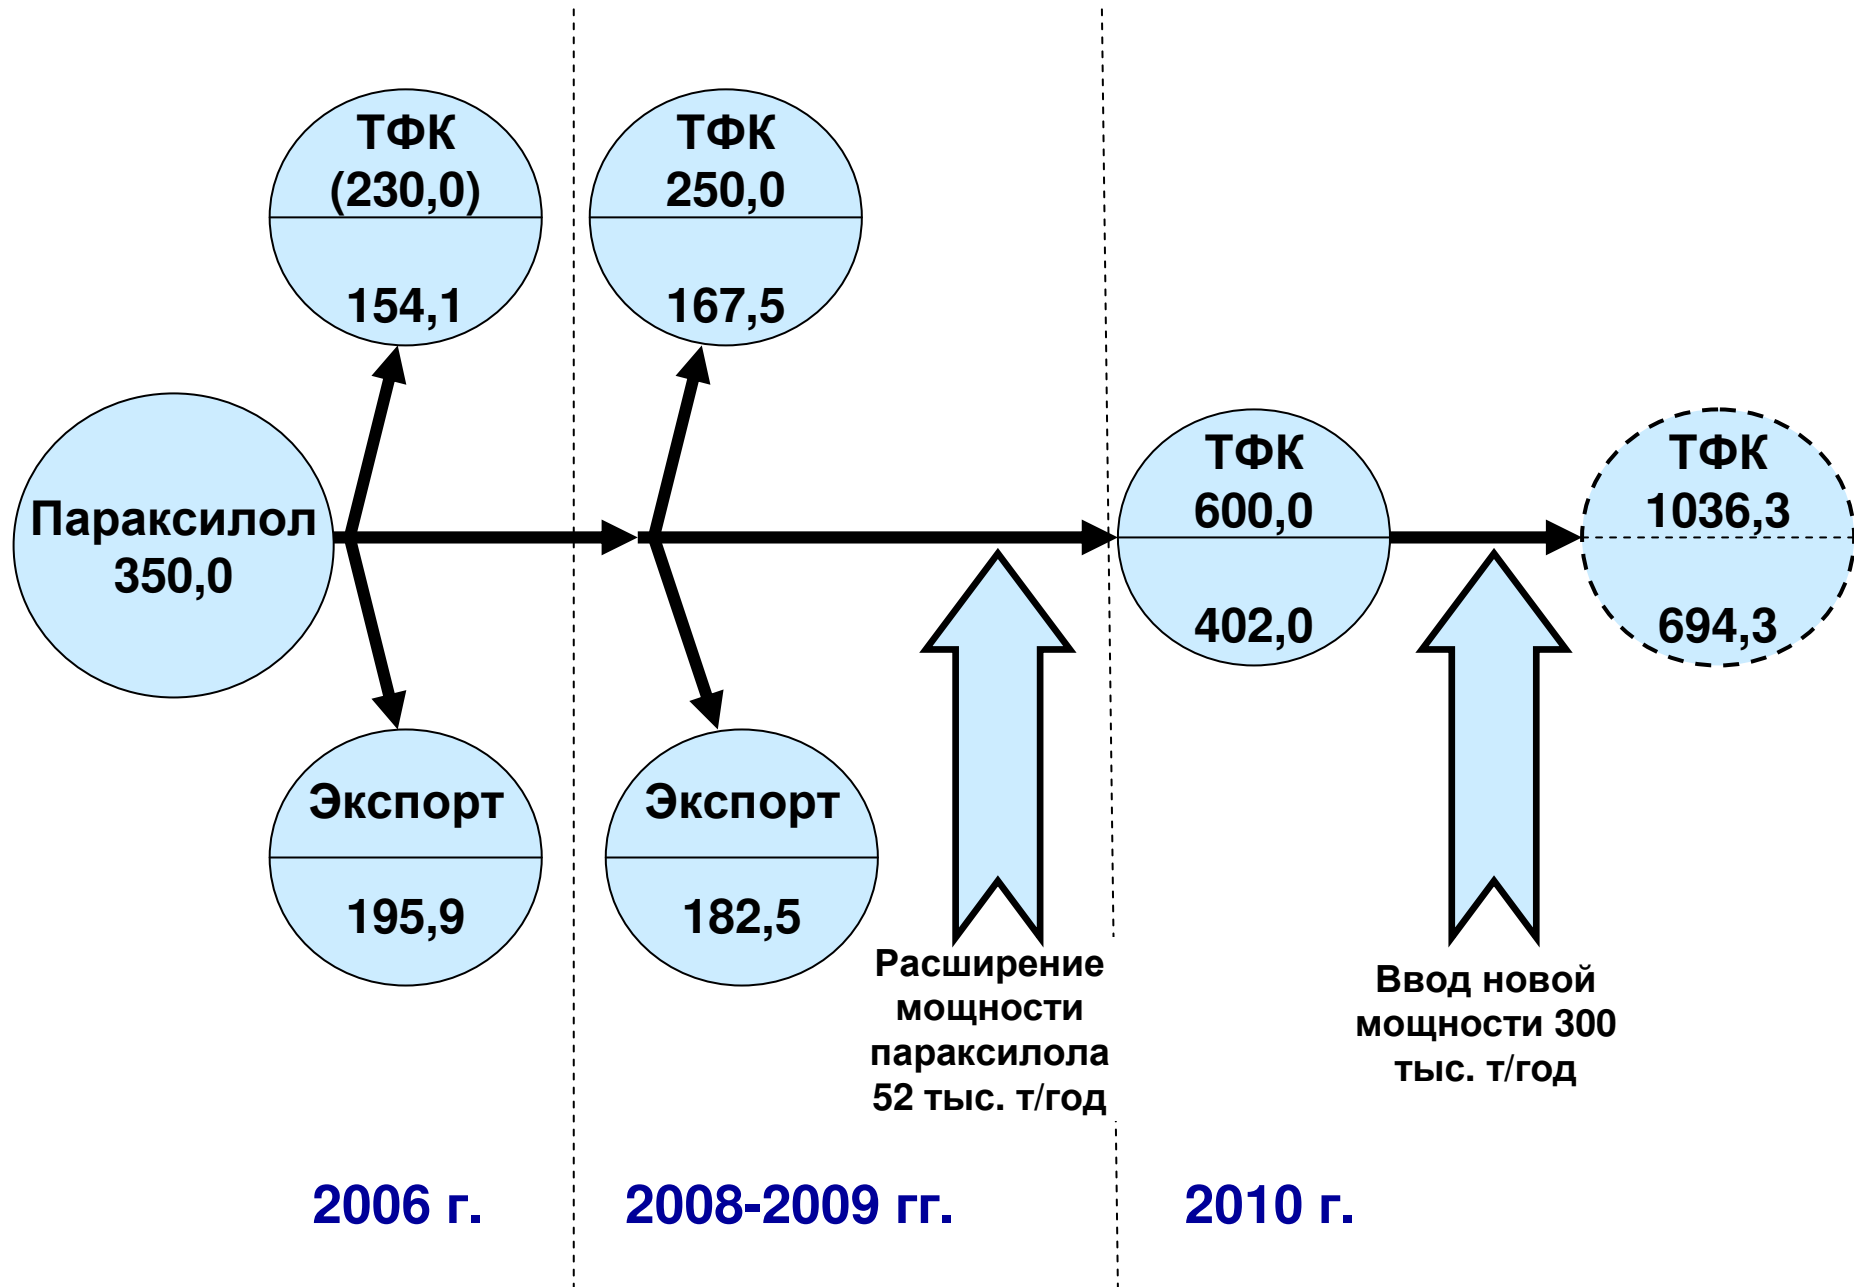 ТФК
(230,0)
154,1
ТФК
250,0
167,5
Параксилол
350,0
ТФК
600,0
402,0
ТФК
1036,3
694,3
Экспорт
195,9
Экспорт
182,5
Расширение
мощности
параксилола
52 тыс. т/год
Ввод новой
мощности 300
тыс. т/год
2006 г.
2008-2009 гг.
2010 г.